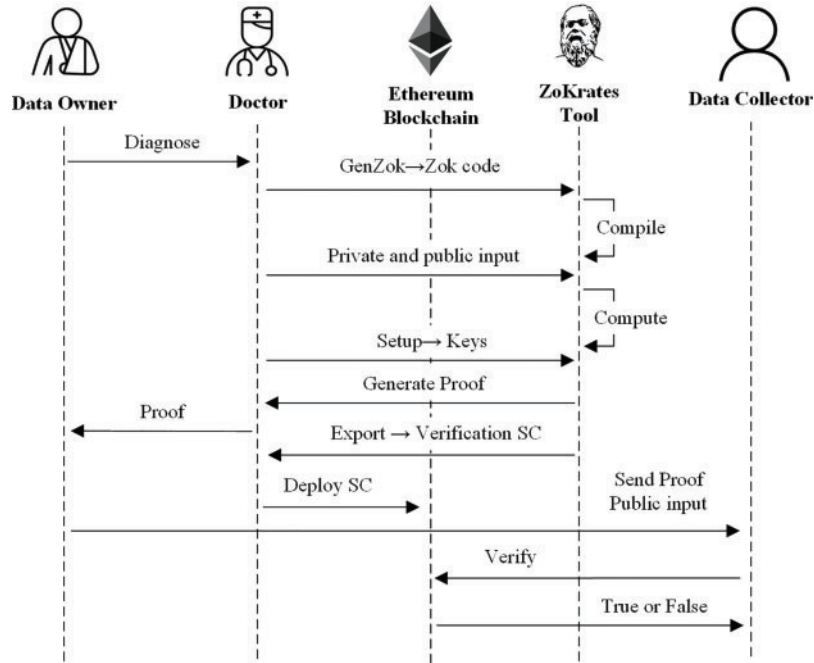 Data Owner
Doctor
Ethereum
Blockchain
ZoKrates
Tool
Data Collector
Diagnose
GenZok→Zok code
Compile
Private and public input
Compute
Setup→ Keys
Generate Proof
Proof
Export → Verification SC
Deploy SC
Send Proof
Public input
Verify
True or False